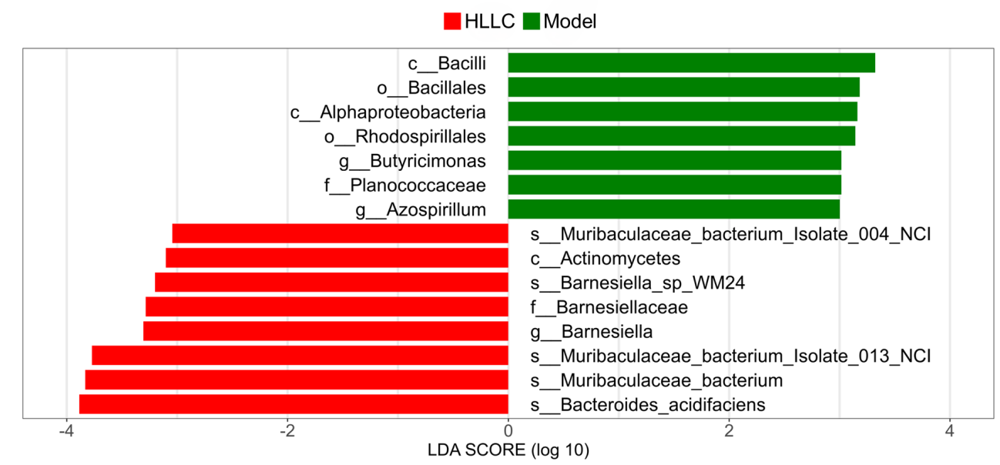 HLLC Model
c__Bacilli
o__Bacillales
c__Alphaproteobacteria
o__Rhodospirillales
g__Butyricimonas
f__Planococcaceae
g__Azospirillum
s__Muribaculaceae_bacterium_Isolate_004_NCI
c__Actinomycetes
s__Barnesiella_sp_WM24
f__Barnesiellaceae
g__Barnesiella
s__Muribaculaceae_bacterium_Isolate_013_NCI
s__Muribaculaceae_bacterium
s__Bacteroides_acidifaciens
-4 -2 0 2 4
LDA SCORE (log 10)